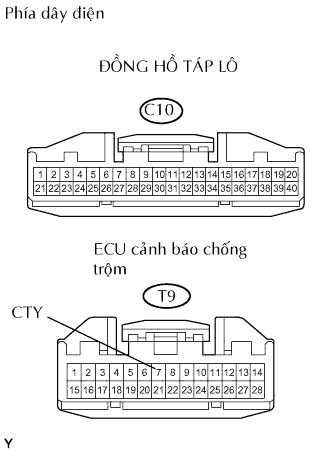 Phía dây điện
ĐỒNG HỒ TÁP LÔ
C10
1 2 3 4 5 6 7 8 9 10 11 12 13 14 15 16 17 18 19 20
21 22 23 24 25 26 27 28 29 30 31 32 33 34 35 36 37 38 39 40
ECU cảnh báo chống
trộm
T9
CTY
1 2 3 4 5 6 7 8 9 10 11 12 13 14
15 16 17 18 19 20 21 22 23 24 25 26 27 28
Y